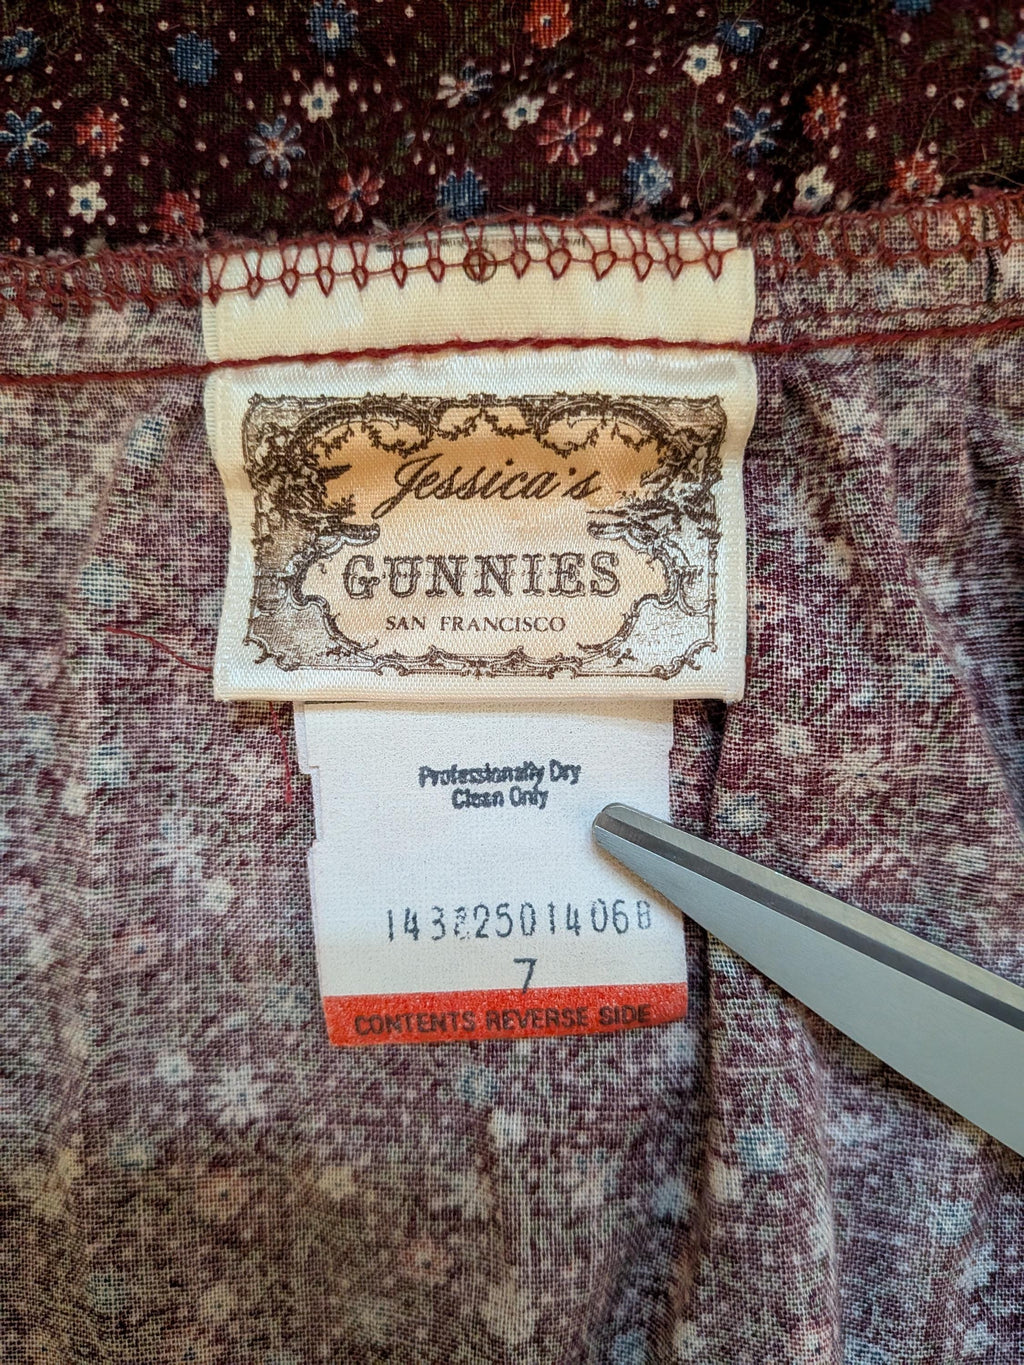 Jessica's
GUNNIES
SAN FRANCISCO
Professionally Dry
Clean Only
7
CONTENTS REVERSE SIDE